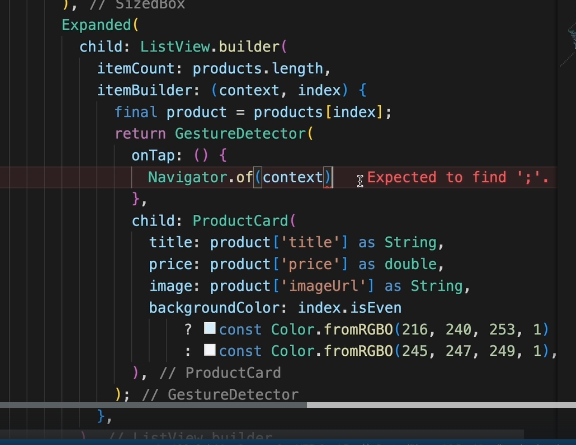 ), // SizedBox
Expanded(
child: ListView.builder(
itemCount: products.length,
itemBuilder: (context, index) {
final product = products[index];
return GestureDetector(
onTap: () {
Navigator.of(context) Expected to find ';'.
},
child: ProductCard(
title: product['title'] as String,
price: product['price'] as double,
image: product['imageUrl'] as String,
backgroundColor: index.isEven
? const Color.fromRGBO(216, 240, 253, 1)
: const Color.fromRGBO(245, 247, 249, 1),
), // ProductCard
); // GestureDetector
},
), // ListView.builder